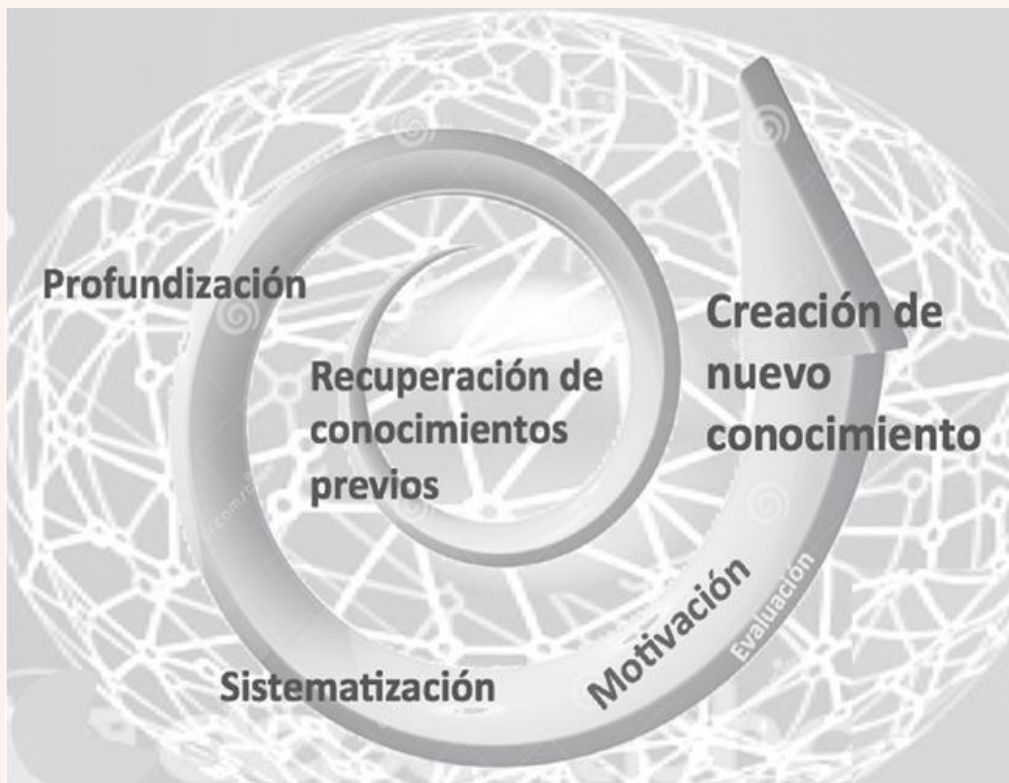 Profundización
Recuperación de
conocimientos
previos
Creación de
nuevo
conocimiento
Sistematización
Motivación
Evaluación